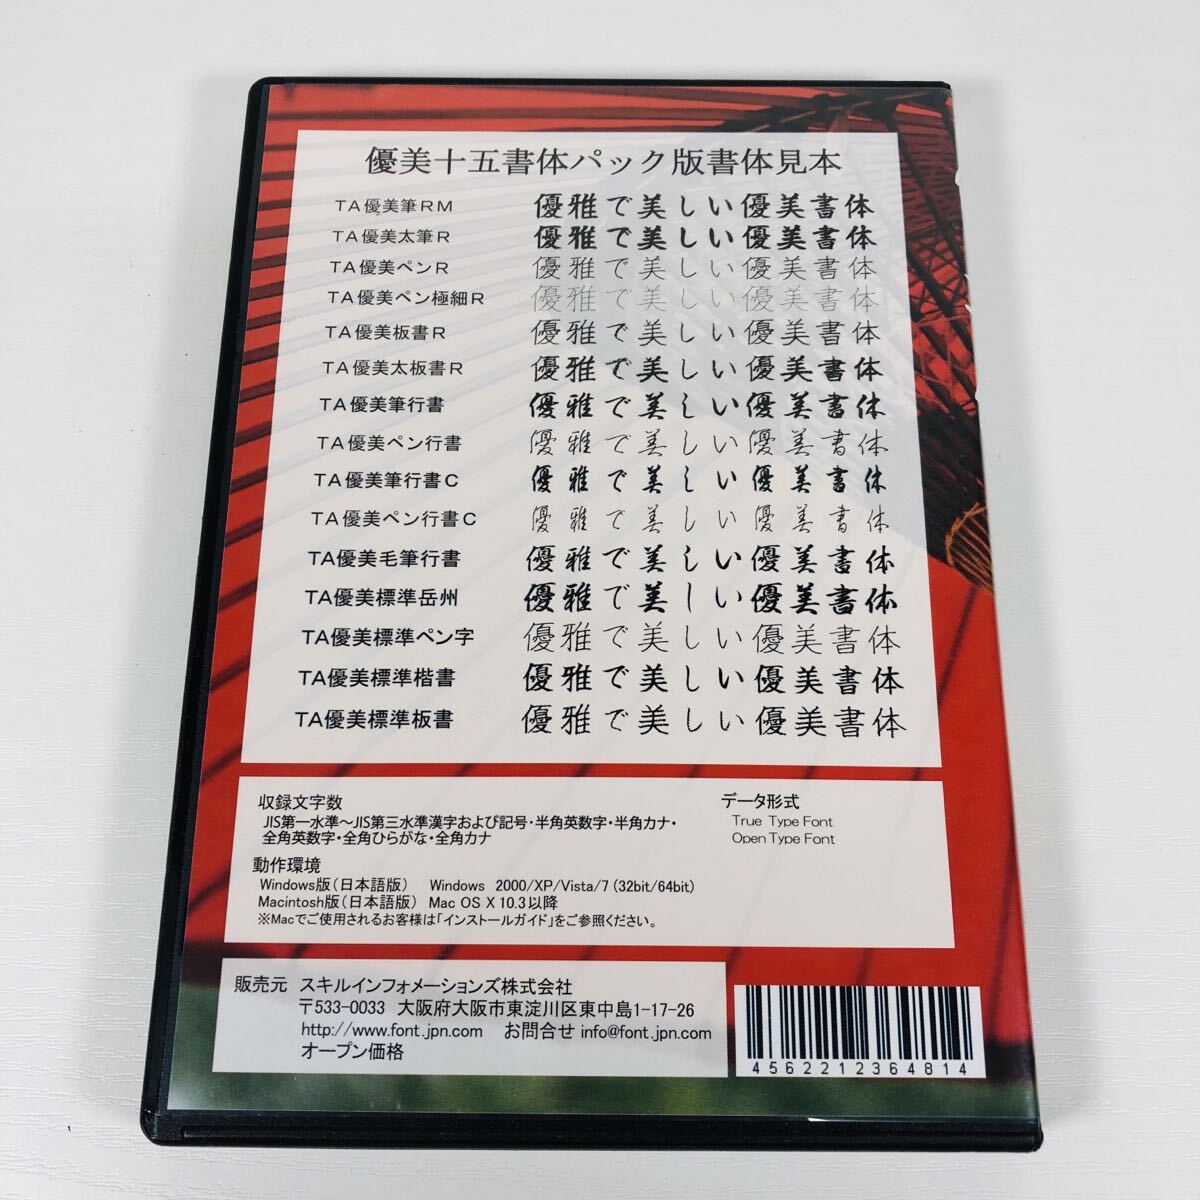 優美十五書体パック版書体見本
TA優美筆RM 優雅で美しい優美書体
TA優美太筆R 優雅で美しい優美書体
TA優美ペンR 優雅で美しい優美書体
TA優美ペン極細R 優雅で美しい優美書体
TA優美板書R 優雅で美しい優美書体
TA優美太板書R 優雅で美しい優美書体
TA優美筆行書 優雅で美しい優美書体
TA優美ペン行書 優雅で美しい優美書体
TA優美筆行書C 優雅で美しい優美書体
TA優美ペン行書C 優雅で美しい優美書体
TA優美毛筆行書 優雅で美しい優美書体
TA優美標準岳州 優雅で美しい優美書体
TA優美標準ペン字 優雅で美しい優美書体
TA優美標準楷書 優雅で美しい優美書体
TA優美標準板書 優雅で美しい優美書体
収録文字数
JIS第一水準～JIS第三水準漢字および記号・半角英数字・半角カナ・
全角英数字・全角ひらがな・全角カナ
データ形式
True Type Font
Open Type Font
動作環境
Windows版(日本語版) Windows 2000/XP/Vista/7 (32bit/64bit)
Macintosh版(日本語版) Mac OS X 10.3以降
※Macでご使用されるお客様は「インストールガイド」をご参照ください。
販売元 スキルインフォメーションズ株式会社
〒533-0033 大阪府大阪市東淀川区東中島1-17-26
http://www.font.jpn.com お問合せ info@font.jpn.com
オープン価格
4562212364814